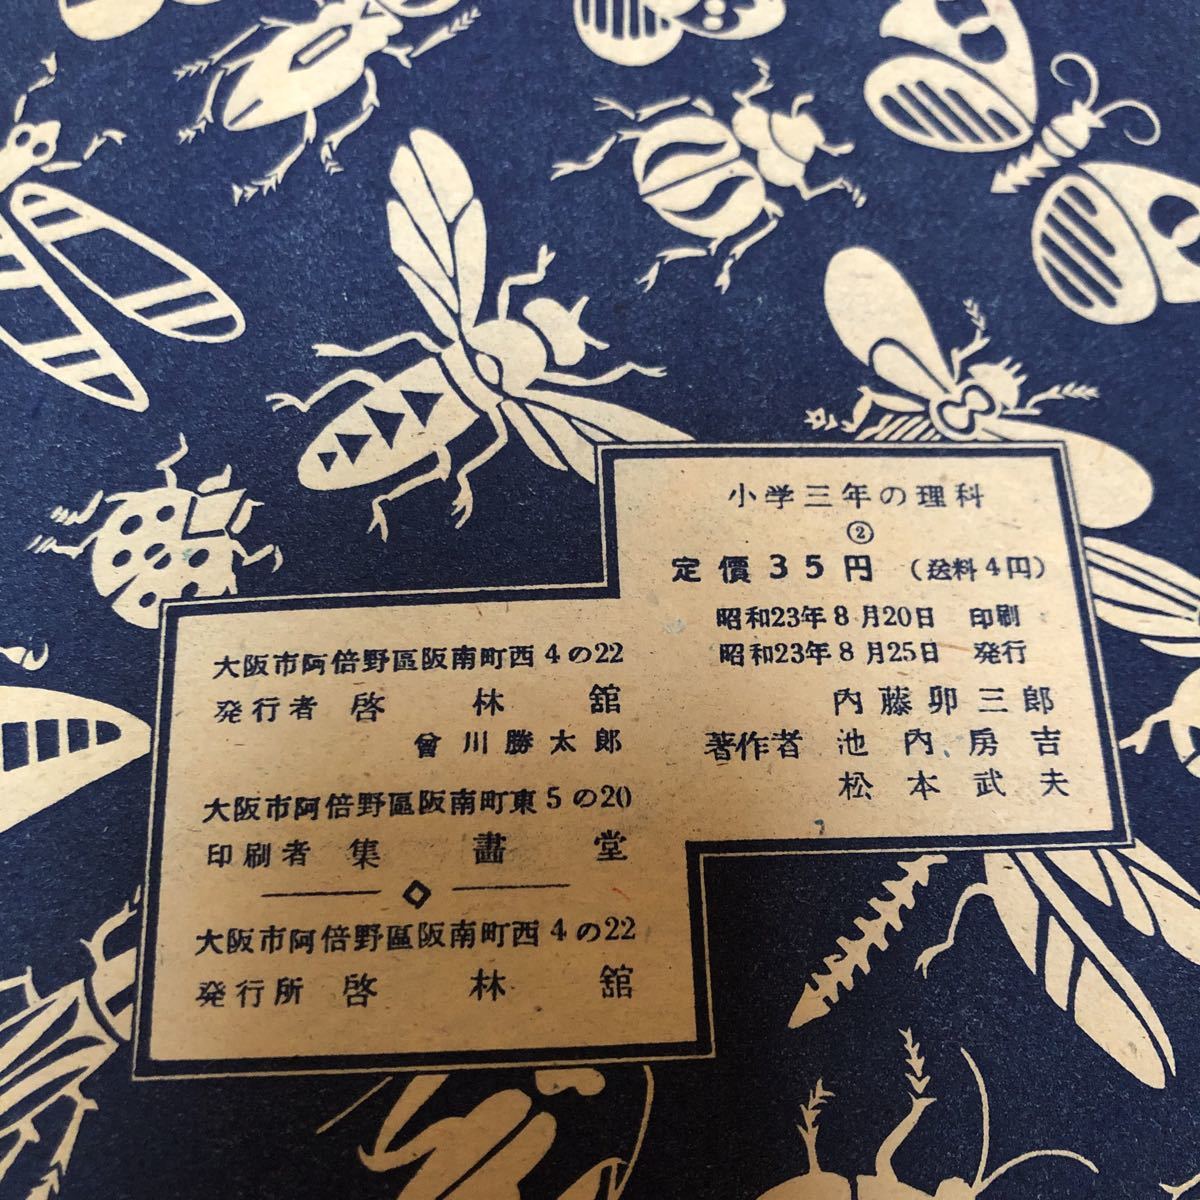 小学三年の理科
②
定價35円 (送料4円)
昭和23年8月20日 印刷
昭和23年8月25日 発行
内藤卯三郎
著作者 池内房吉
松本武夫
大阪市阿倍野區阪南町西4の22
発行者 啓林舘
曾川勝太郎
大阪市阿倍野區阪南町東5の20
印刷者 集畵堂
大阪市阿倍野區阪南町西4の22
発行所 啓林舘